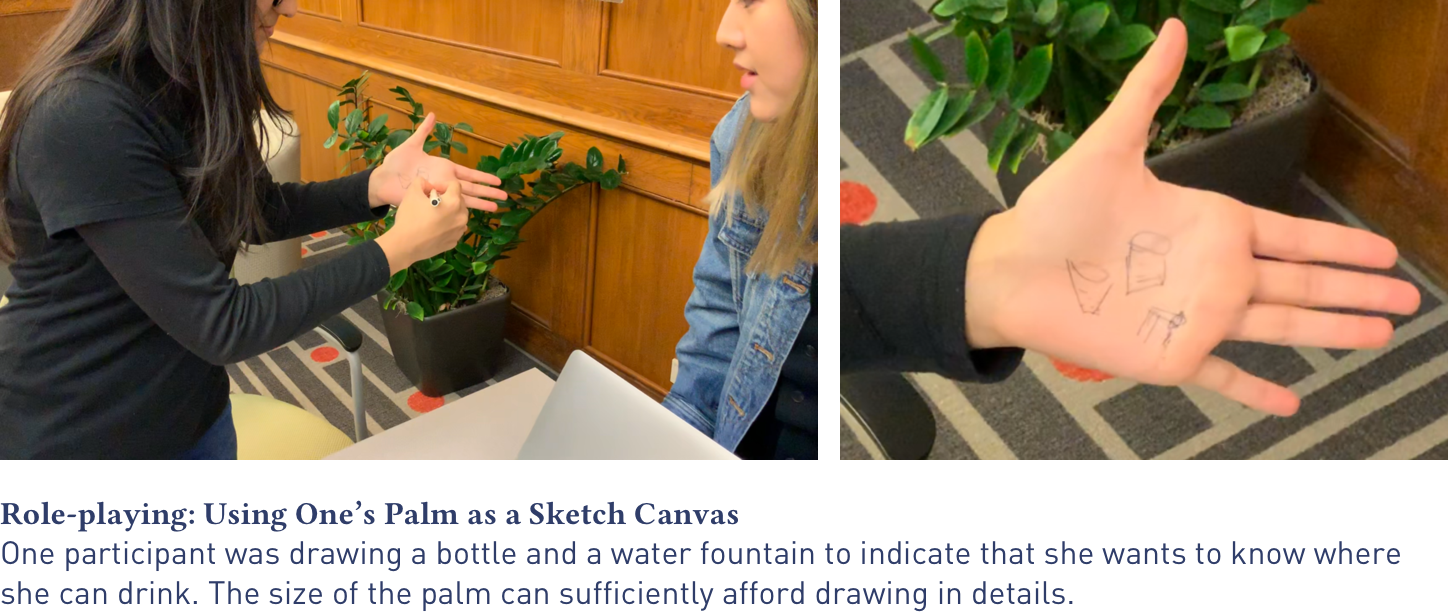 Role-playing: Using One’s Palm as a Sketch Canvas
One participant was drawing a bottle and a water fountain to indicate that she wants to know where
she can drink. The size of the palm can sufficiently afford drawing in details.